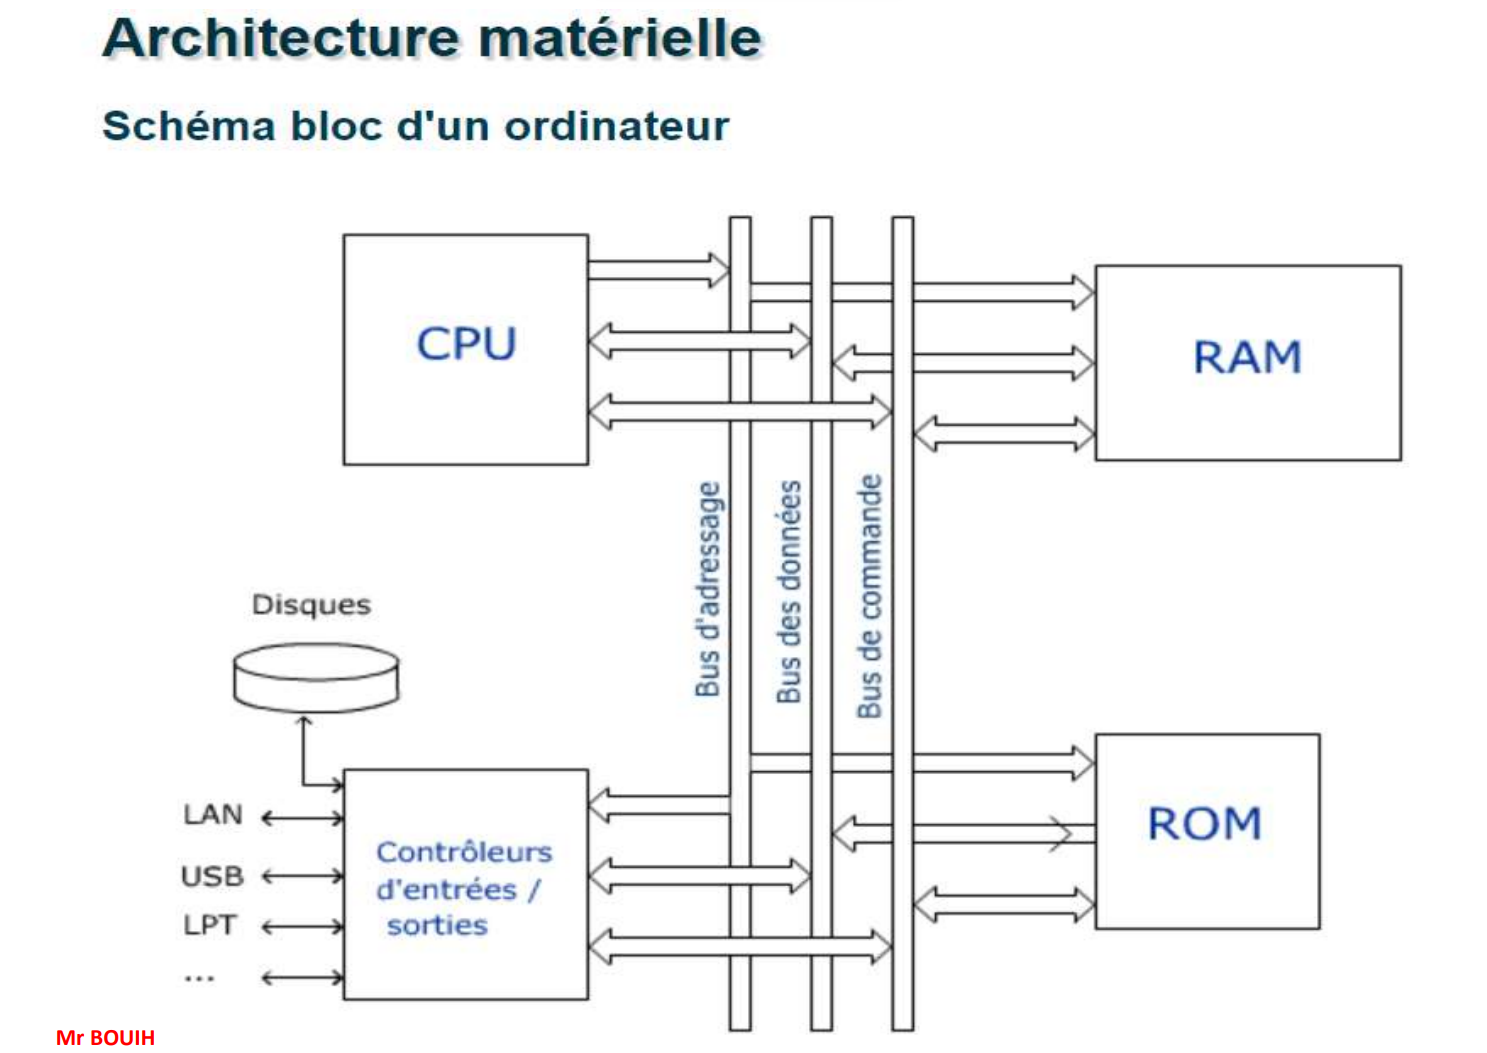 Architecture matérielle
Schéma bloc d'un ordinateur
CPU
RAM
Bus d'adressage
Bus des données
Bus de commande
Disques
LAN
USB
LPT
...
Contrôleurs
d'entrées /
sorties
ROM
Mr BOUIH